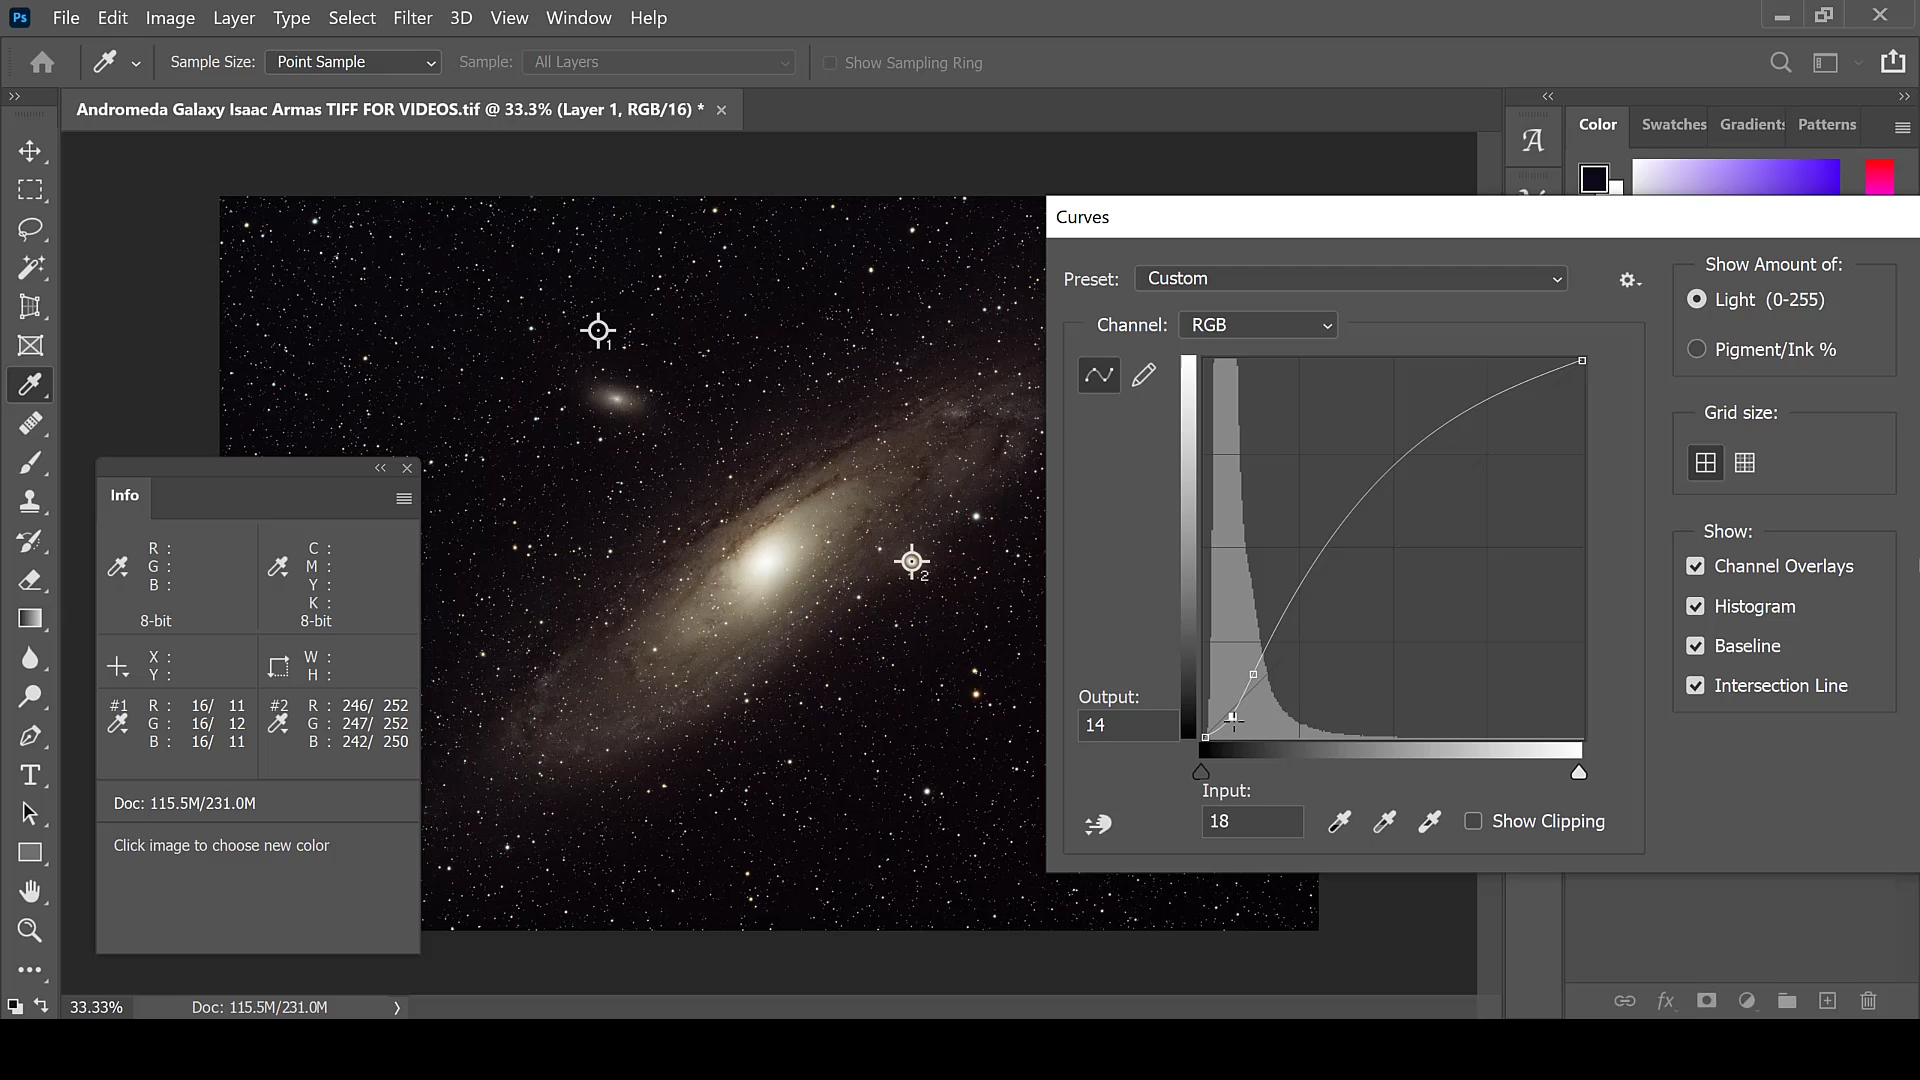 Ps File Edit Image Layer Type Select Filter 3D View Window Help
Sample Size: Point Sample Sample: All Layers Show Sampling Ring
Andromeda Galaxy Isaac Armas TIFF FOR VIDEOS.tif @ 33.3% (Layer 1, RGB/16) *
Color Swatches Gradients Patterns
Curves
Preset: Custom
Channel: RGB
Show Amount of:
Light (0-255)
Pigment/Ink %
Grid size:
Show:
Channel Overlays
Histogram
Baseline
Intersection Line
Output:
14
Input:
18
Show Clipping
1
2
Info
R :
G :
B :
8-bit
C :
M :
Y :
K :
8-bit
X :
Y :
W :
H :
#1 R : 16/ 11
G : 16/ 12
B : 16/ 11
#2 R : 246/ 252
G : 247/ 252
B : 242/ 250
Doc: 115.5M/231.0M
Click image to choose new color
33.33% Doc: 115.5M/231.0M
fx